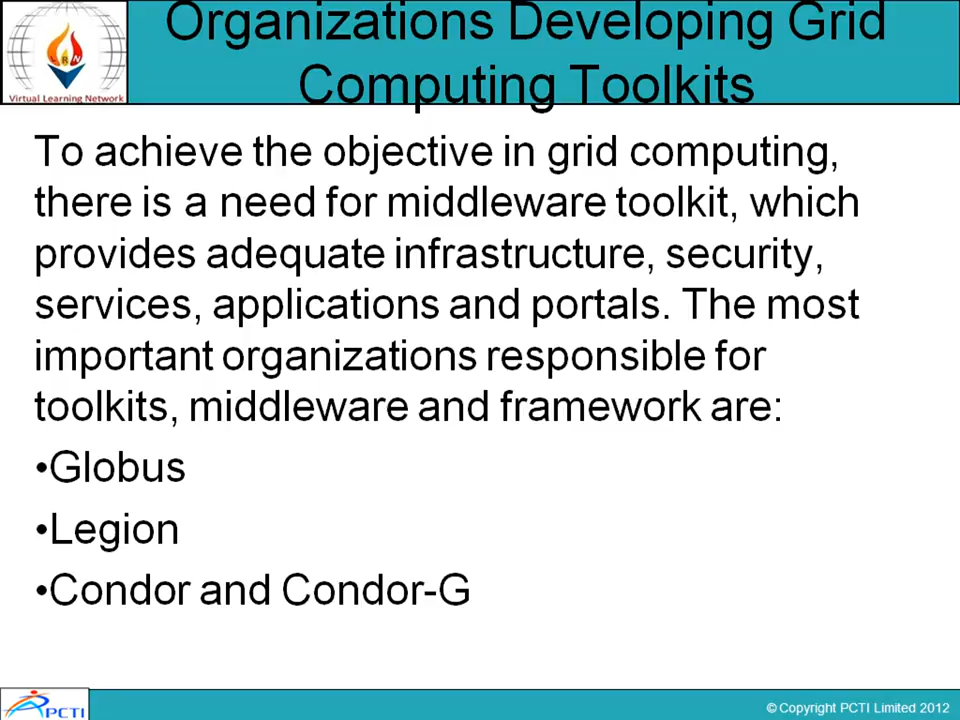 Organizations Developing Grid
Computing Toolkits
Virtual Learning Network
To achieve the objective in grid computing,
there is a need for middleware toolkit, which
provides adequate infrastructure, security,
services, applications and portals. The most
important organizations responsible for
toolkits, middleware and framework are:
•Globus
•Legion
•Condor and Condor-G
PCTI
© Copyright PCTI Limited 2012